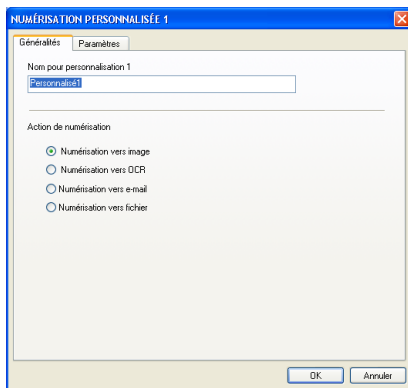 NUMÉRISATION PERSONNALISÉE 1
Généralités Paramètres
Nom pour personnalisation 1
Personnalisé1
Action de numérisation
Numérisation vers image
Numérisation vers OCR
Numérisation vers e-mail
Numérisation vers fichier
OK Annuler